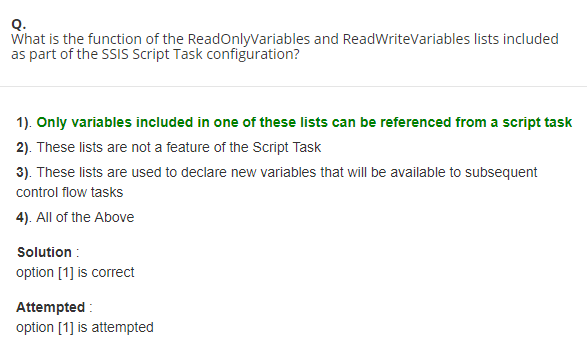 Q.
What is the function of the ReadOnlyVariables and ReadWriteVariables lists included
as part of the SSIS Script Task configuration?
1). Only variables included in one of these lists can be referenced from a script task
2). These lists are not a feature of the Script Task
3). These lists are used to declare new variables that will be available to subsequent
control flow tasks
4). All of the Above
Solution :
option [1] is correct
Attempted :
option [1] is attempted